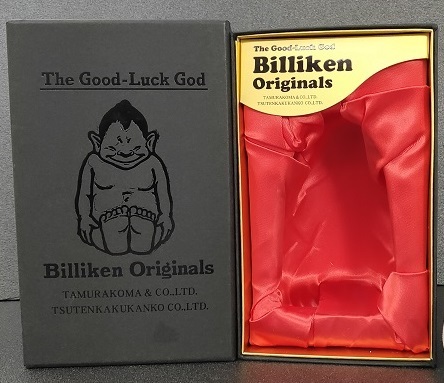 The Good-Luck God
Billiken Originals
TAMURAKOMA & CO.,LTD.
TSUTENKAKUKANKO CO.,LTD.
The Good-Luck God
Billiken
Originals
TAMURAKOMA & CO.,LTD.
TSUTENKAKUKANKO CO.,LTD.